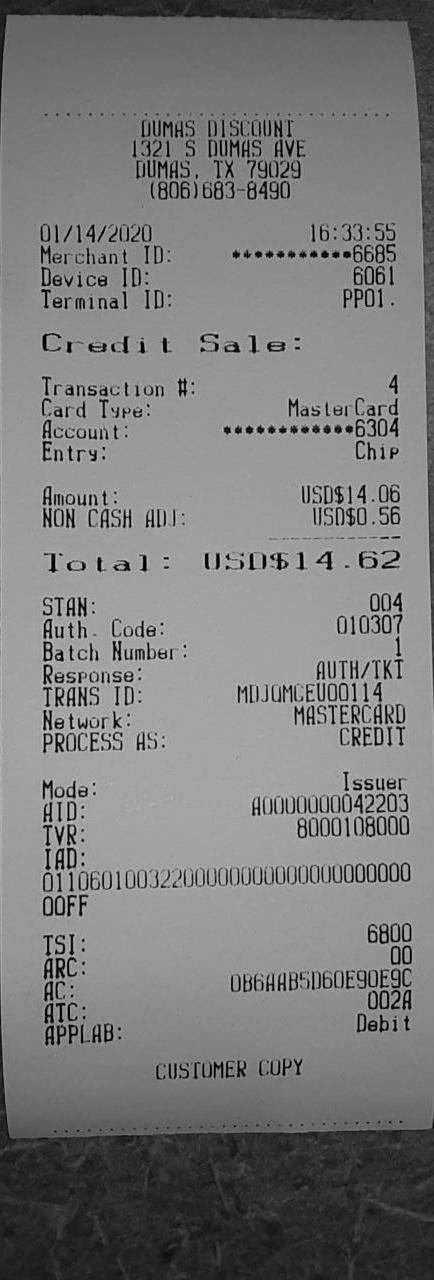 DUMAS DISCOUNT
1321 S DUMAS AVE
DUMAS, TX 79029
(806)683-8490
01/14/2020 16:33:55
Merchant ID: ***********6685
Device ID: 6061
Terminal ID: PP01.
Credit Sale:
Transaction #: 4
Card Type: MasterCard
Account: ************6304
Entry: Chip
Amount: USD$14.06
NON CASH ADJ: USD$0.56
Total: USD$14.62
STAN: 004
Auth. Code: 010307
Batch Number: 1
Response: AUTH/TKT
TRANS ID: MDJQMCEU00114
Network: MASTERCARD
PROCESS AS: CREDIT
Mode: Issuer
AID: A0000000042203
TVR: 8000108000
IAD:
0110601003220000000000000000000000
00FF
TSI: 6800
ARC: 00
AC: 0B6AAB5D60E90E9C
ATC: 002A
APPLAB: Debit
CUSTOMER COPY